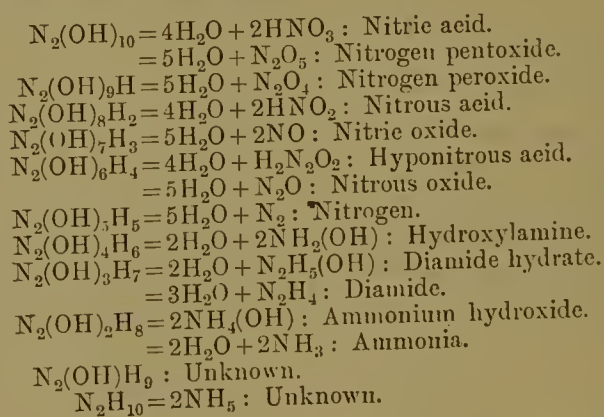 N₂(OH)₁₀=4H₂O+2HNO₃: Nitric acid.
=5H₂O+N₂O₅: Nitrogen pentoxide.
N₂(OH)₉H=5H₂O+N₂O₄: Nitrogen peroxide.
N₂(OH)₈H₂=4H₂O+2HNO₂: Nitrous acid.
N₂(OH)₇H₃=5H₂O+2NO: Nitric oxide.
N₂(OH)₆H₄=4H₂O+H₂N₂O₂: Hyponitrous acid.
=5H₂O+N₂O: Nitrous oxide.
N₂(OH)₅H₅=5H₂O+N₂: Nitrogen.
N₂(OH)₄H₆=2H₂O+2NH₂(OH): Hydroxylamine.
N₂(OH)₃H₇=2H₂O+N₂H₅(OH): Diamide hydrate.
=3H₂O+N₂H₄: Diamide.
N₂(OH)₂H₈=2NH₄(OH): Ammonium hydroxide.
=2H₂O+2NH₃: Ammonia.
N₂(OH)H₉: Unknown.
N₂H₁₀=2NH₅: Unknown.